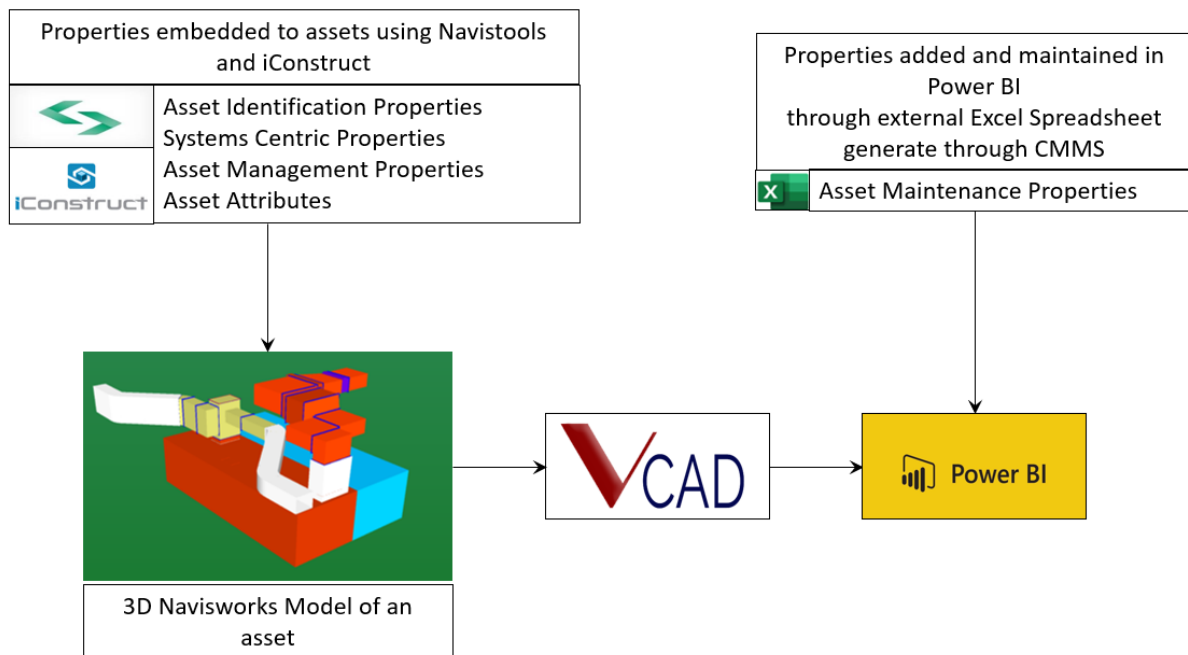 Properties embedded to assets using Navistools
and iConstruct
Asset Identification Properties
Systems Centric Properties
Asset Management Properties
Asset Attributes
iConstruct
Properties added and maintained in
Power BI
through external Excel Spreadsheet
generate through CMMS
X
Asset Maintenance Properties
VCAD
Power BI
3D Navisworks Model of an
asset